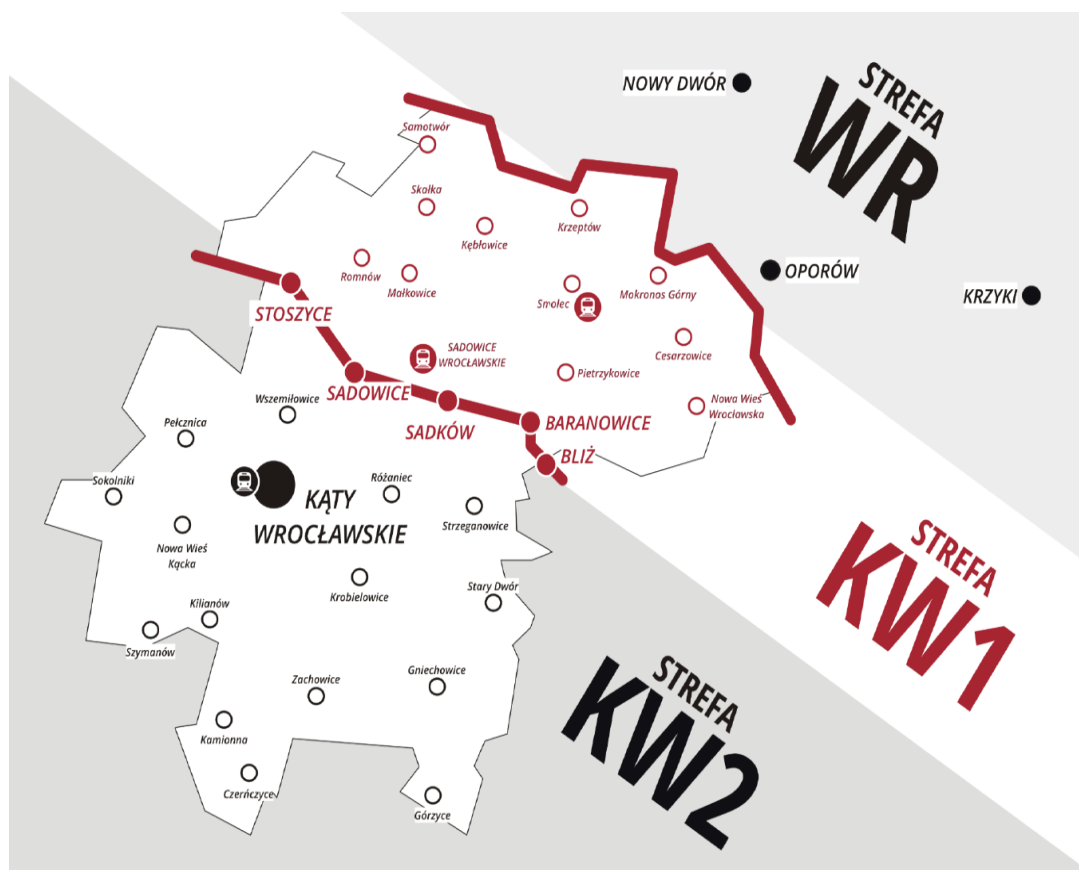 NOWY DWÓR
STREFA
WR
Samotwór
Skałka
Kębłowice
Krzeptów
Romnów
Małkowice
Smolec
Mokronos Górny
OPORÓW
KRZYKI
STOSZYCE
SADOWICE
WROCŁAWSKIE
Cesarzowice
Pietrzykowice
SADOWICE
Wszemiłowice
Nowa Wieś
Wrocławska
SADKÓW
BARANOWICE
BLIŻ
Pełcznica
Sokolniki
Różaniec
KĄTY
WROCŁAWSKIE
Strzeganowice
Nowa Wieś
Kącka
Stary Dwór
Krobielowice
Kilianów
Szymanów
STREFA
KW1
Gniechowice
Zachowice
STREFA
KW2
Kamionna
Czerńczyce
Górzyce